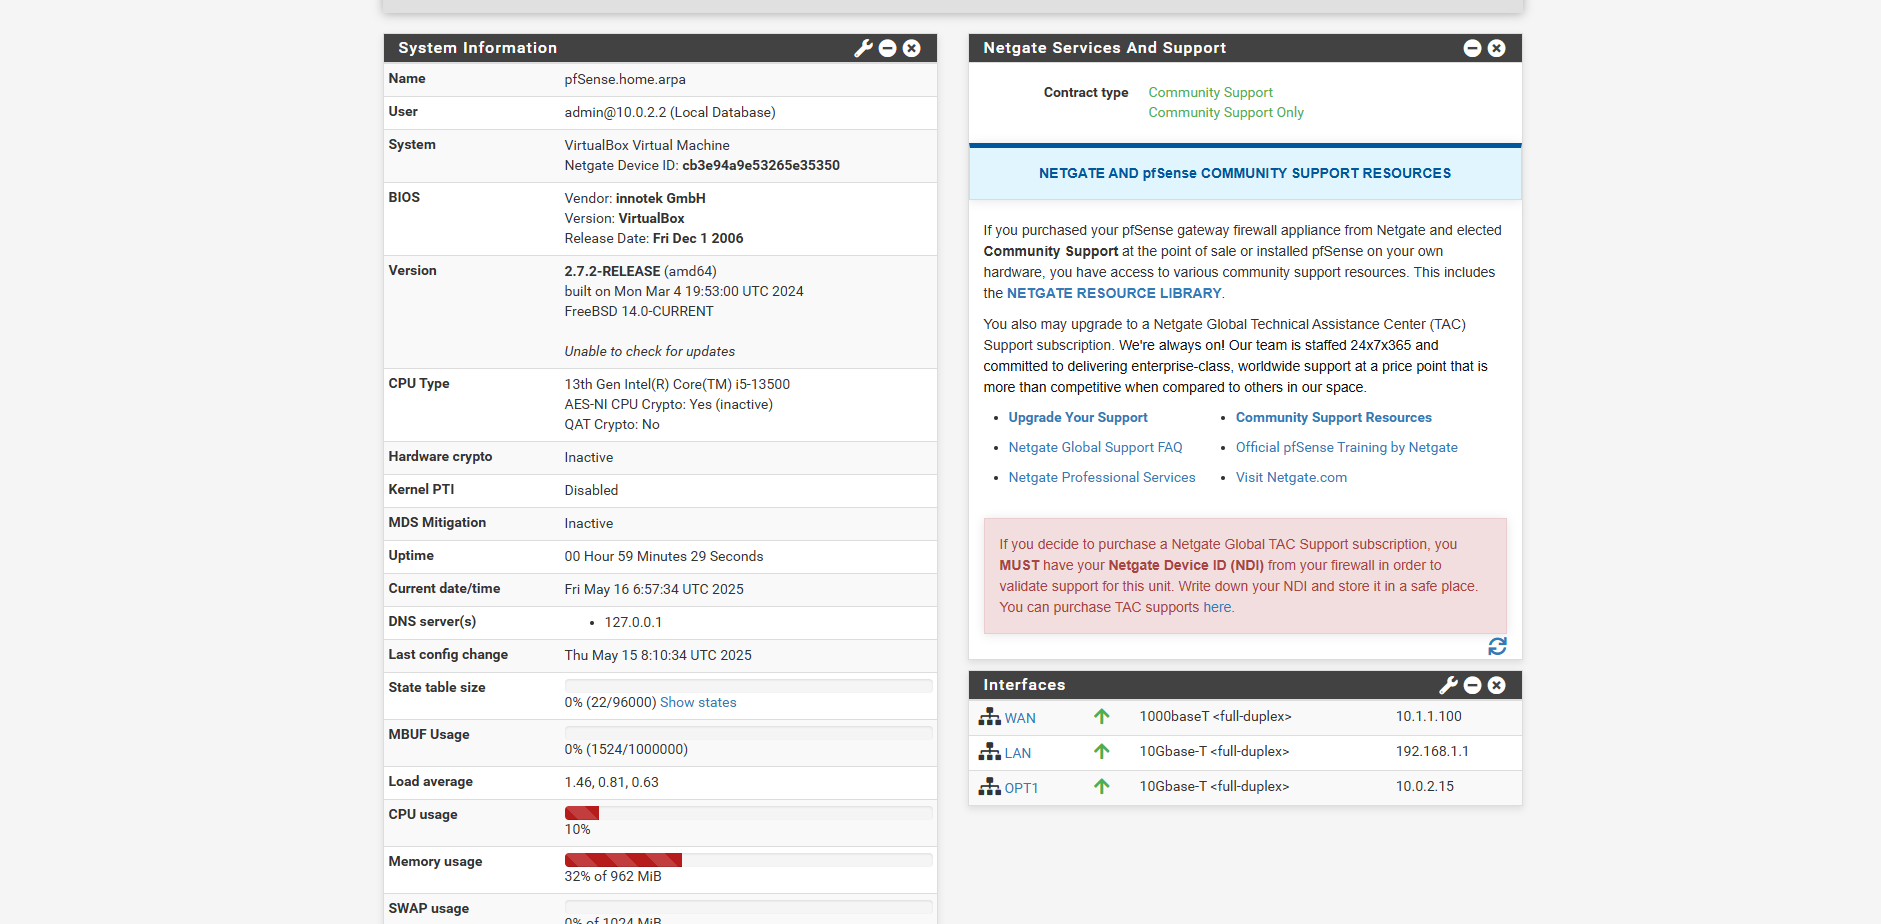 System Information
Name
pfSense.home.arpa
User
admin@10.0.2.2 (Local Database)
System
VirtualBox Virtual Machine
Netgate Device ID: cb3e94a9e53265e35350
BIOS
Vendor: innotek GmbH
Version: VirtualBox
Release Date: Fri Dec 1 2006
Version
2.7.2-RELEASE (amd64)
built on Mon Mar 4 19:53:00 UTC 2024
FreeBSD 14.0-CURRENT
Unable to check for updates
CPU Type
13th Gen Intel(R) Core(TM) i5-13500
AES-NI CPU Crypto: Yes (inactive)
QAT Crypto: No
Hardware crypto
Inactive
Kernel PTI
Disabled
MDS Mitigation
Inactive
Uptime
00 Hour 59 Minutes 29 Seconds
Current date/time
Fri May 16 6:57:34 UTC 2025
DNS server(s)
• 127.0.0.1
Last config change
Thu May 15 8:10:34 UTC 2025
State table size
0% (22/96000) Show states
MBUF Usage
0% (1524/1000000)
Load average
1.46, 0.81, 0.63
CPU usage
10%
Memory usage
32% of 962 MiB
SWAP usage
0% of 1024 MiB
Netgate Services And Support
Contract type
Community Support
Community Support Only
NETGATE AND pfSense COMMUNITY SUPPORT RESOURCES
If you purchased your pfSense gateway firewall appliance from Netgate and elected
Community Support at the point of sale or installed pfSense on your own
hardware, you have access to various community support resources. This includes
the NETGATE RESOURCE LIBRARY.
You also may upgrade to a Netgate Global Technical Assistance Center (TAC)
Support subscription. We're always on! Our team is staffed 24x7x365 and
committed to delivering enterprise-class, worldwide support at a price point that is
more than competitive when compared to others in our space.
• Upgrade Your Support
• Community Support Resources
• Netgate Global Support FAQ
• Official pfSense Training by Netgate
• Netgate Professional Services
• Visit Netgate.com
If you decide to purchase a Netgate Global TAC Support subscription, you
MUST have your Netgate Device ID (NDI) from your firewall in order to
validate support for this unit. Write down your NDI and store it in a safe place.
You can purchase TAC supports here.
Interfaces
WAN 1000baseT <full-duplex> 10.1.1.100
LAN 10Gbase-T <full-duplex> 192.168.1.1
OPT1 10Gbase-T <full-duplex> 10.0.2.15